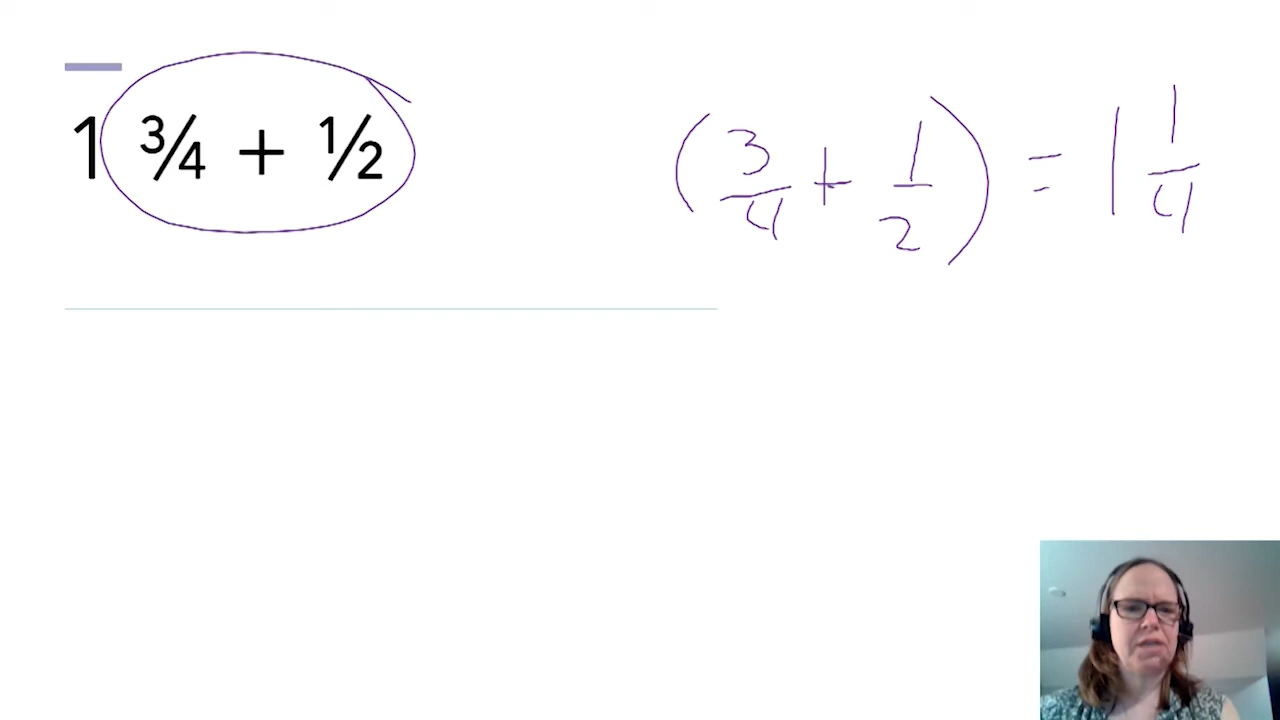 1 ¾ + ½
(3/4 + 1/2) = 1 1/4